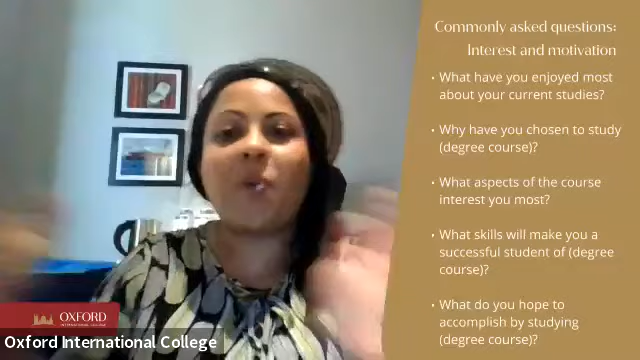 Commonly asked questions:
Interest and motivation
• What have you enjoyed most
about your current studies?
• Why have you chosen to study
(degree course)?
• What aspects of the course
interest you most?
• What skills will make you a
successful student of (degree
course)?
• What do you hope to
accomplish by studying
(degree course)?
OXFORD
INTERNATIONAL COLLEGE
Oxford International College